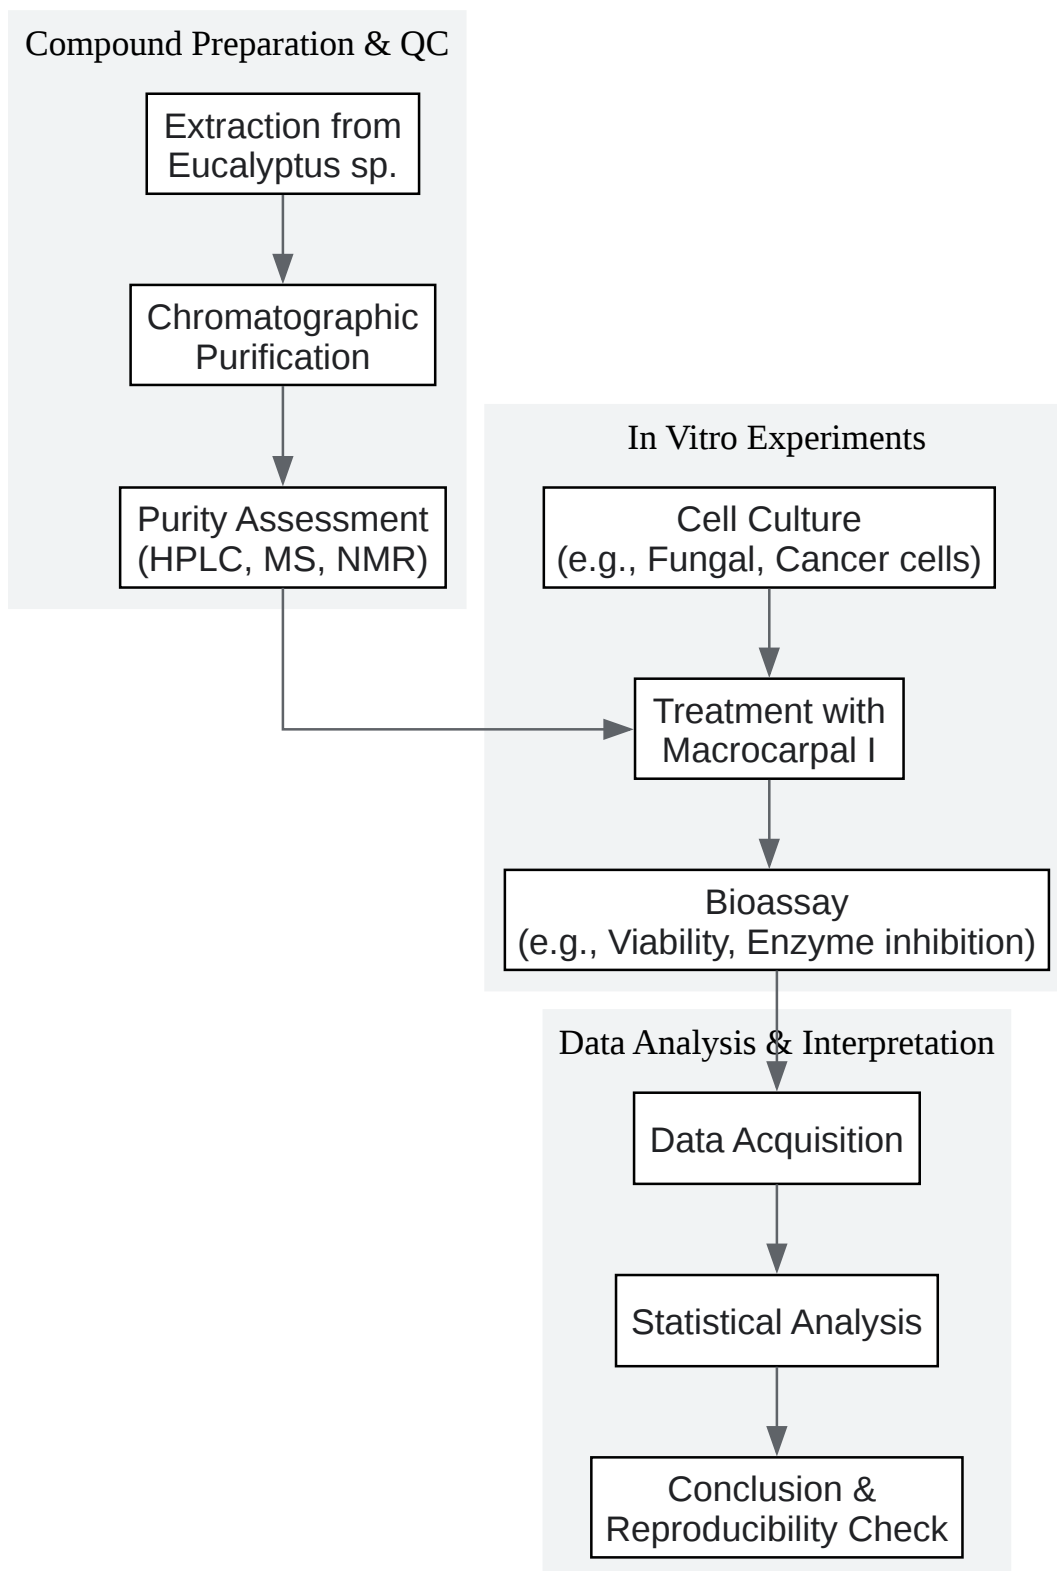 Compound Preparation & QC
Extraction from
Eucalyptus sp.
Chromatographic
Purification
Purity Assessment
(HPLC, MS, NMR)
In Vitro Experiments
Cell Culture
(e.g., Fungal, Cancer cells)
Treatment with
Macrocarpal I
Bioassay
(e.g., Viability, Enzyme inhibition)
Data Analysis & Interpretation
Data Acquisition
Statistical Analysis
Conclusion &
Reproducibility Check